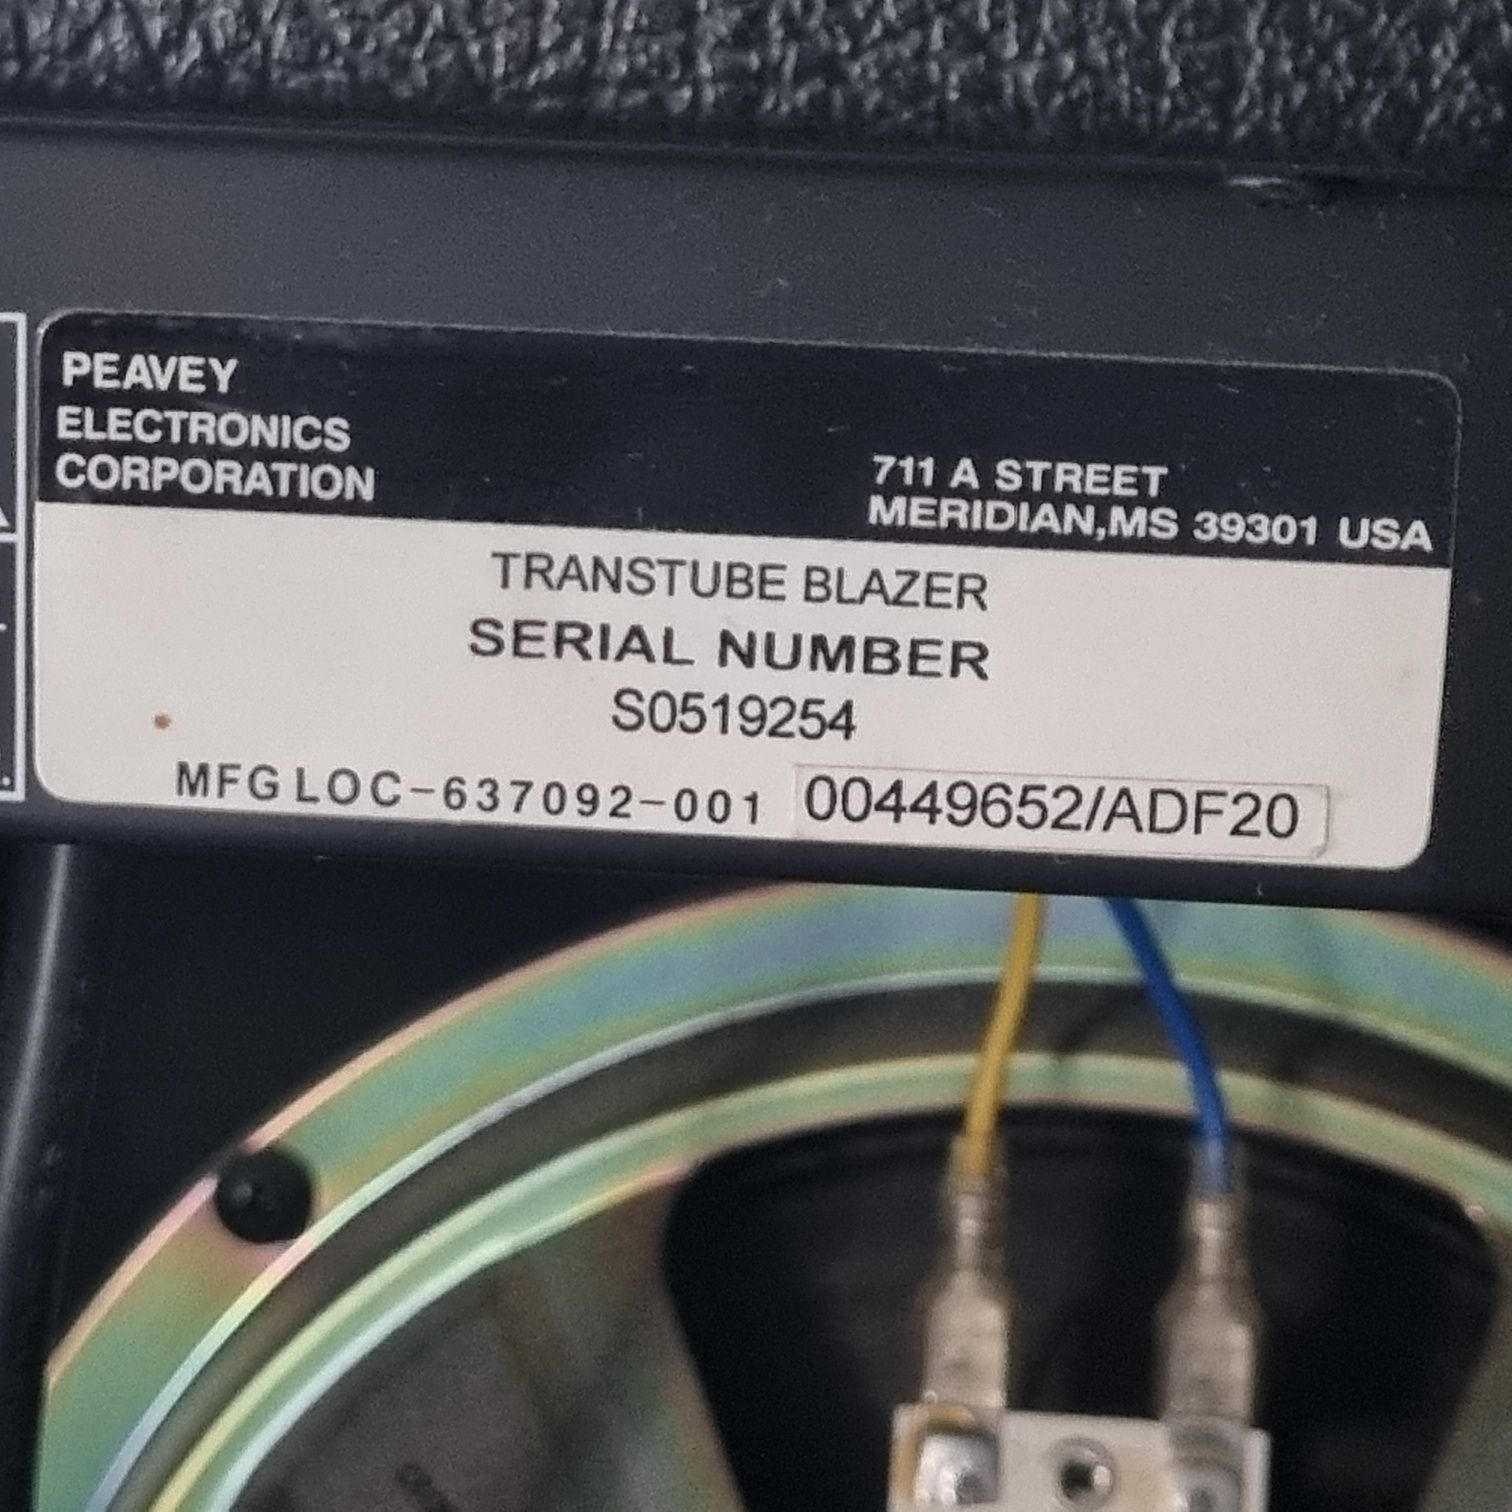 PEAVEY
ELECTRONICS
CORPORATION
711 A STREET
MERIDIAN,MS 39301 USA
TRANSTUBE BLAZER
SERIAL NUMBER
S0519254
MFG LOC-637092-001 00449652/ADF20